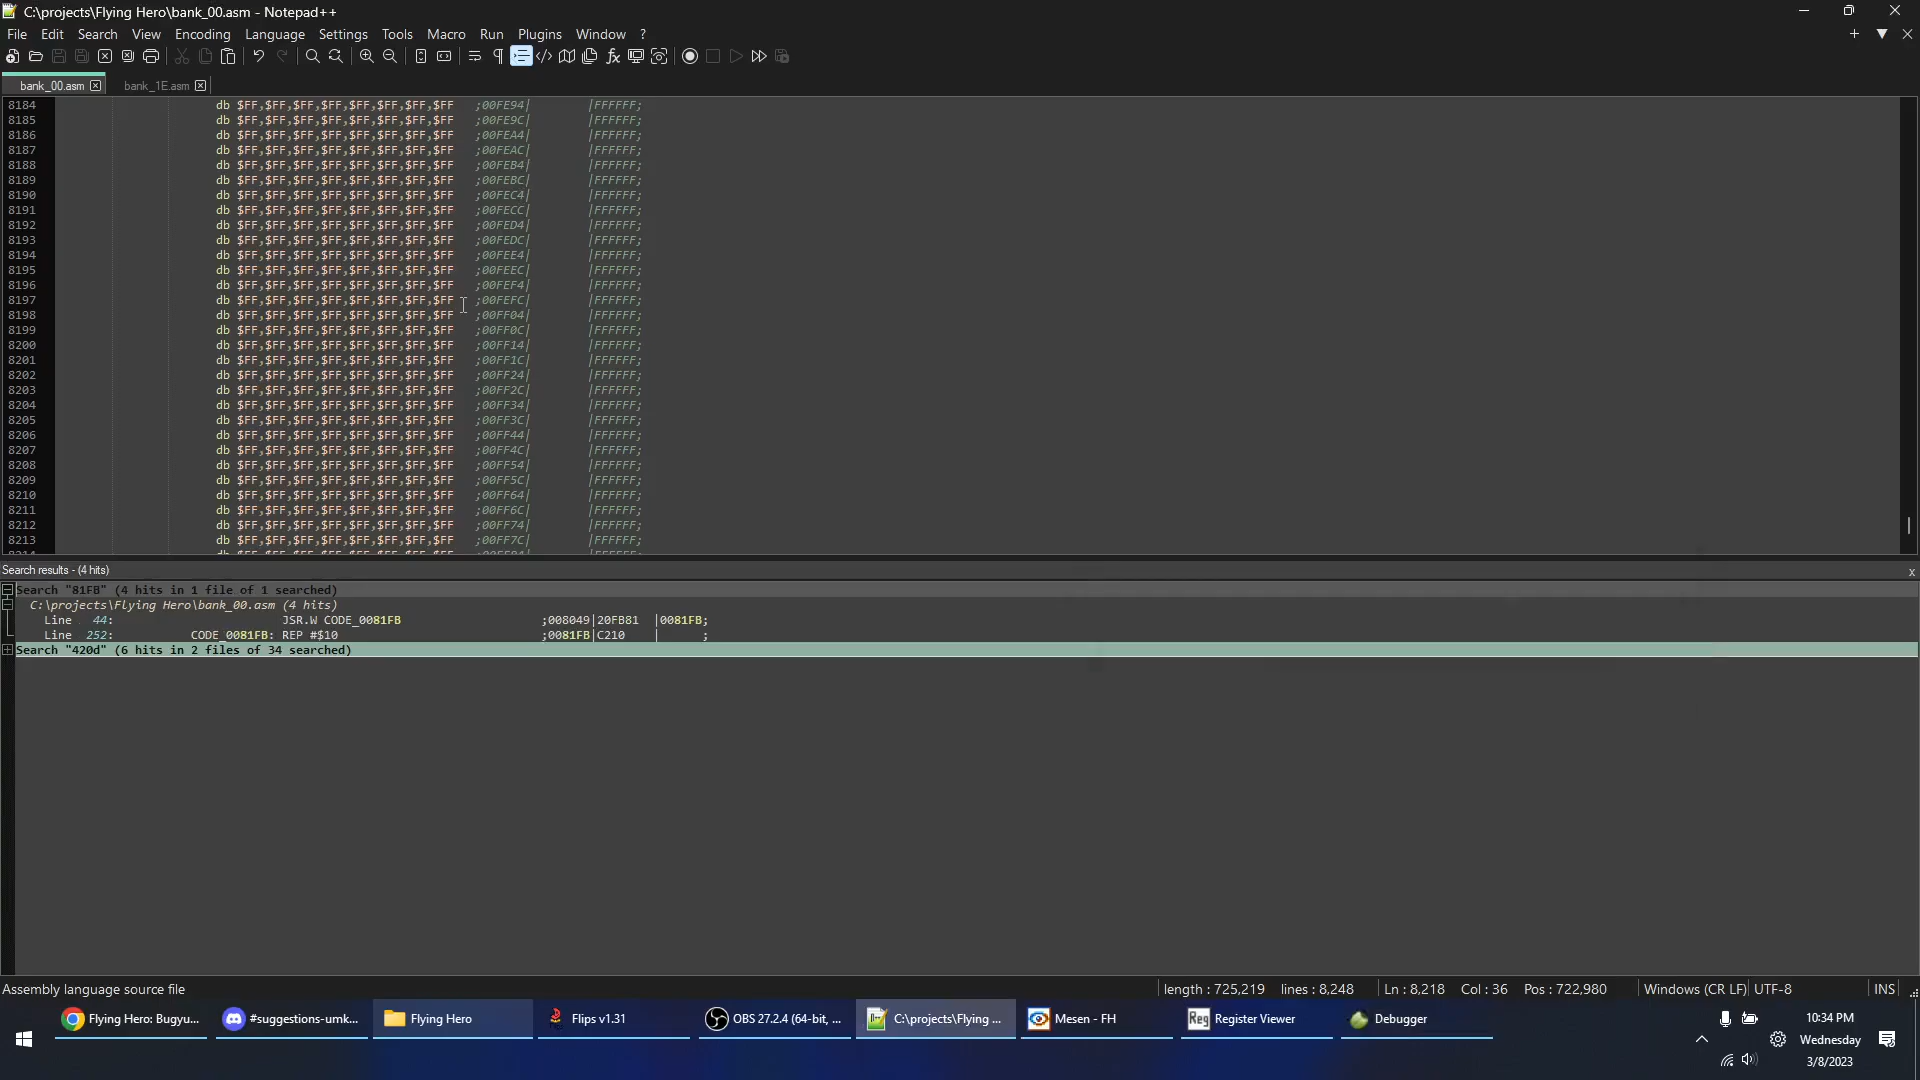 C:\projects\Flying Hero\bank_00.asm - Notepad++
File Edit Search View Encoding Language Settings Tools Macro Run Plugins Window ?
bank_00.asm bank_1E.asm
8184 db $FF,$FF,$FF,$FF,$FF,$FF,$FF,$FF ;00FE94| |FFFFFF;
8185 db $FF,$FF,$FF,$FF,$FF,$FF,$FF,$FF ;00FE9C| |FFFFFF;
8186 db $FF,$FF,$FF,$FF,$FF,$FF,$FF,$FF ;00FEA4| |FFFFFF;
8187 db $FF,$FF,$FF,$FF,$FF,$FF,$FF,$FF ;00FEAC| |FFFFFF;
8188 db $FF,$FF,$FF,$FF,$FF,$FF,$FF,$FF ;00FEB4| |FFFFFF;
8189 db $FF,$FF,$FF,$FF,$FF,$FF,$FF,$FF ;00FEBC| |FFFFFF;
8190 db $FF,$FF,$FF,$FF,$FF,$FF,$FF,$FF ;00FEC4| |FFFFFF;
8191 db $FF,$FF,$FF,$FF,$FF,$FF,$FF,$FF ;00FECC| |FFFFFF;
8192 db $FF,$FF,$FF,$FF,$FF,$FF,$FF,$FF ;00FED4| |FFFFFF;
8193 db $FF,$FF,$FF,$FF,$FF,$FF,$FF,$FF ;00FEDC| |FFFFFF;
8194 db $FF,$FF,$FF,$FF,$FF,$FF,$FF,$FF ;00FEE4| |FFFFFF;
8195 db $FF,$FF,$FF,$FF,$FF,$FF,$FF,$FF ;00FEEC| |FFFFFF;
8196 db $FF,$FF,$FF,$FF,$FF,$FF,$FF,$FF ;00FEF4| |FFFFFF;
8197 db $FF,$FF,$FF,$FF,$FF,$FF,$FF,$FF ;00FEFC| |FFFFFF;
8198 db $FF,$FF,$FF,$FF,$FF,$FF,$FF,$FF ;00FF04| |FFFFFF;
8199 db $FF,$FF,$FF,$FF,$FF,$FF,$FF,$FF ;00FF0C| |FFFFFF;
8200 db $FF,$FF,$FF,$FF,$FF,$FF,$FF,$FF ;00FF14| |FFFFFF;
8201 db $FF,$FF,$FF,$FF,$FF,$FF,$FF,$FF ;00FF1C| |FFFFFF;
8202 db $FF,$FF,$FF,$FF,$FF,$FF,$FF,$FF ;00FF24| |FFFFFF;
8203 db $FF,$FF,$FF,$FF,$FF,$FF,$FF,$FF ;00FF2C| |FFFFFF;
8204 db $FF,$FF,$FF,$FF,$FF,$FF,$FF,$FF ;00FF34| |FFFFFF;
8205 db $FF,$FF,$FF,$FF,$FF,$FF,$FF,$FF ;00FF3C| |FFFFFF;
8206 db $FF,$FF,$FF,$FF,$FF,$FF,$FF,$FF ;00FF44| |FFFFFF;
8207 db $FF,$FF,$FF,$FF,$FF,$FF,$FF,$FF ;00FF4C| |FFFFFF;
8208 db $FF,$FF,$FF,$FF,$FF,$FF,$FF,$FF ;00FF54| |FFFFFF;
8209 db $FF,$FF,$FF,$FF,$FF,$FF,$FF,$FF ;00FF5C| |FFFFFF;
8210 db $FF,$FF,$FF,$FF,$FF,$FF,$FF,$FF ;00FF64| |FFFFFF;
8211 db $FF,$FF,$FF,$FF,$FF,$FF,$FF,$FF ;00FF6C| |FFFFFF;
8212 db $FF,$FF,$FF,$FF,$FF,$FF,$FF,$FF ;00FF74| |FFFFFF;
8213 db $FF,$FF,$FF,$FF,$FF,$FF,$FF,$FF ;00FF7C| |FFFFFF;
Search results - (4 hits)
Search "81FB" (4 hits in 1 file of 1 searched)
C:\projects\Flying Hero\bank_00.asm (4 hits)
Line 44: JSR.W CODE_0081FB ;008049|20FB81 |0081FB;
Line 252: CODE_0081FB: REP #$10 ;0081FB|C210 | ;
Search "420d" (6 hits in 2 files of 34 searched)
Assembly language source file length : 725,219 lines : 8,248 Ln : 8,218 Col : 36 Pos : 722,980 Windows (CR LF) UTF-8 INS
Flying Hero: Bugyu... #suggestions-umk... Flying Hero Flips v1.31 OBS 27.2.4 (64-bit, ... C:\projects\Flying ... Mesen - FH Reg Register Viewer Debugger
10:34 PM
Wednesday
3/8/2023